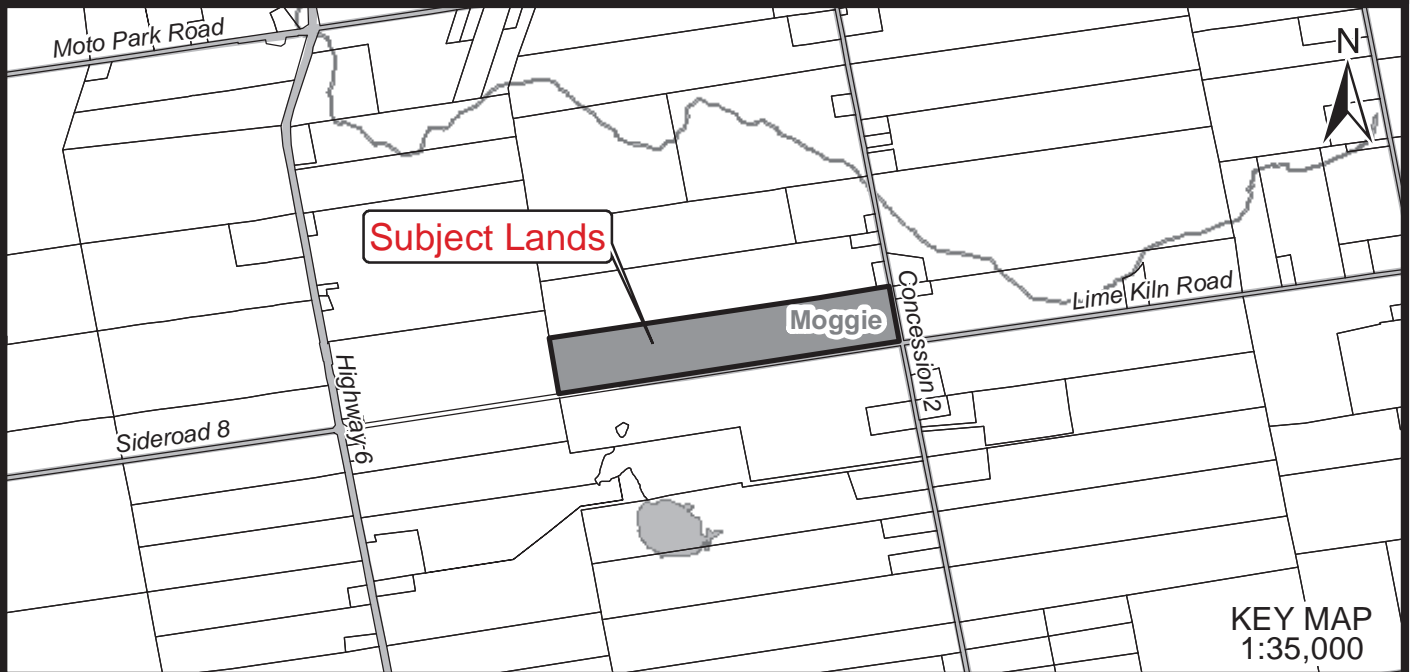 Moto Park Road
N
Subject Lands
Moggie
Concession 2
Lime Kiln Road
Highway 6
Sideroad 8
KEY MAP
1:35,000